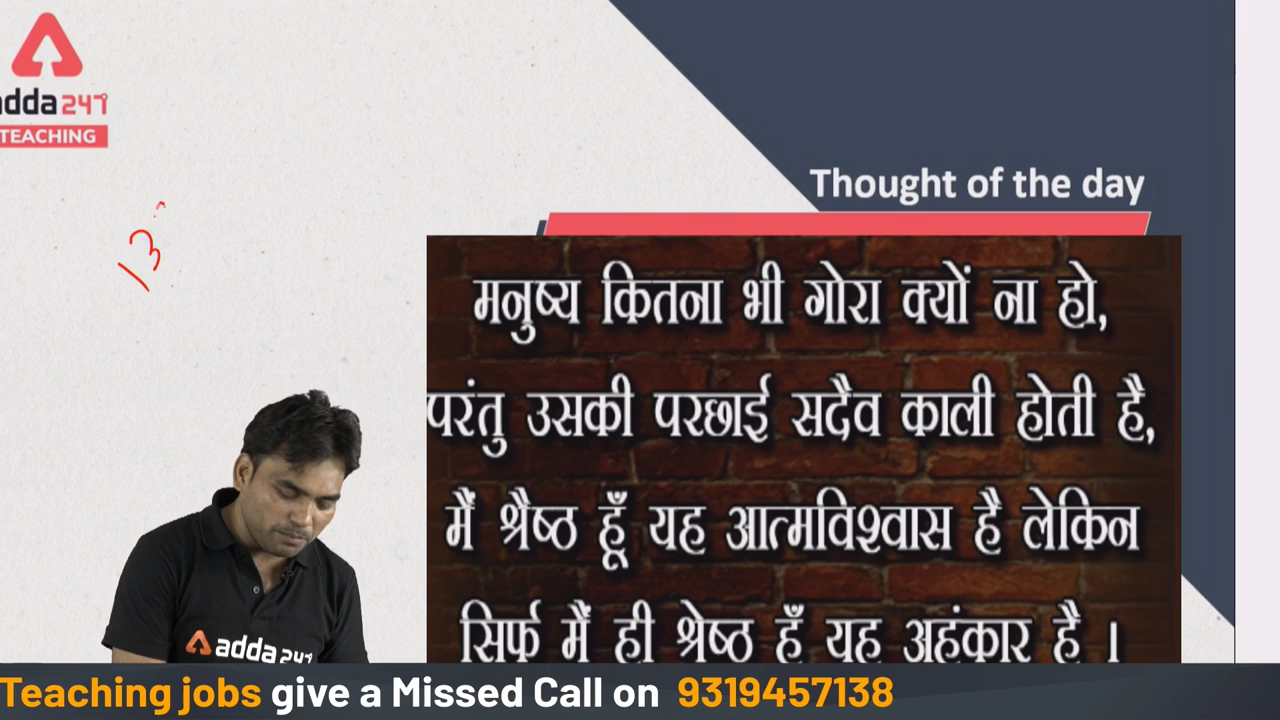 adda247
TEACHING
Thought of the day
13
मनुष्य कितना भी गोरा क्यों ना हो,
परंतु उसकी परछाई सदैव काली होती है,
मैं श्रैष्ठ हूँ यह आत्मविश्वास है लेकिन
सिर्फ मैं ही श्रेष्ठ हूँ यह अहंकार है ।
adda247
Teaching jobs give a Missed Call on 9319457138